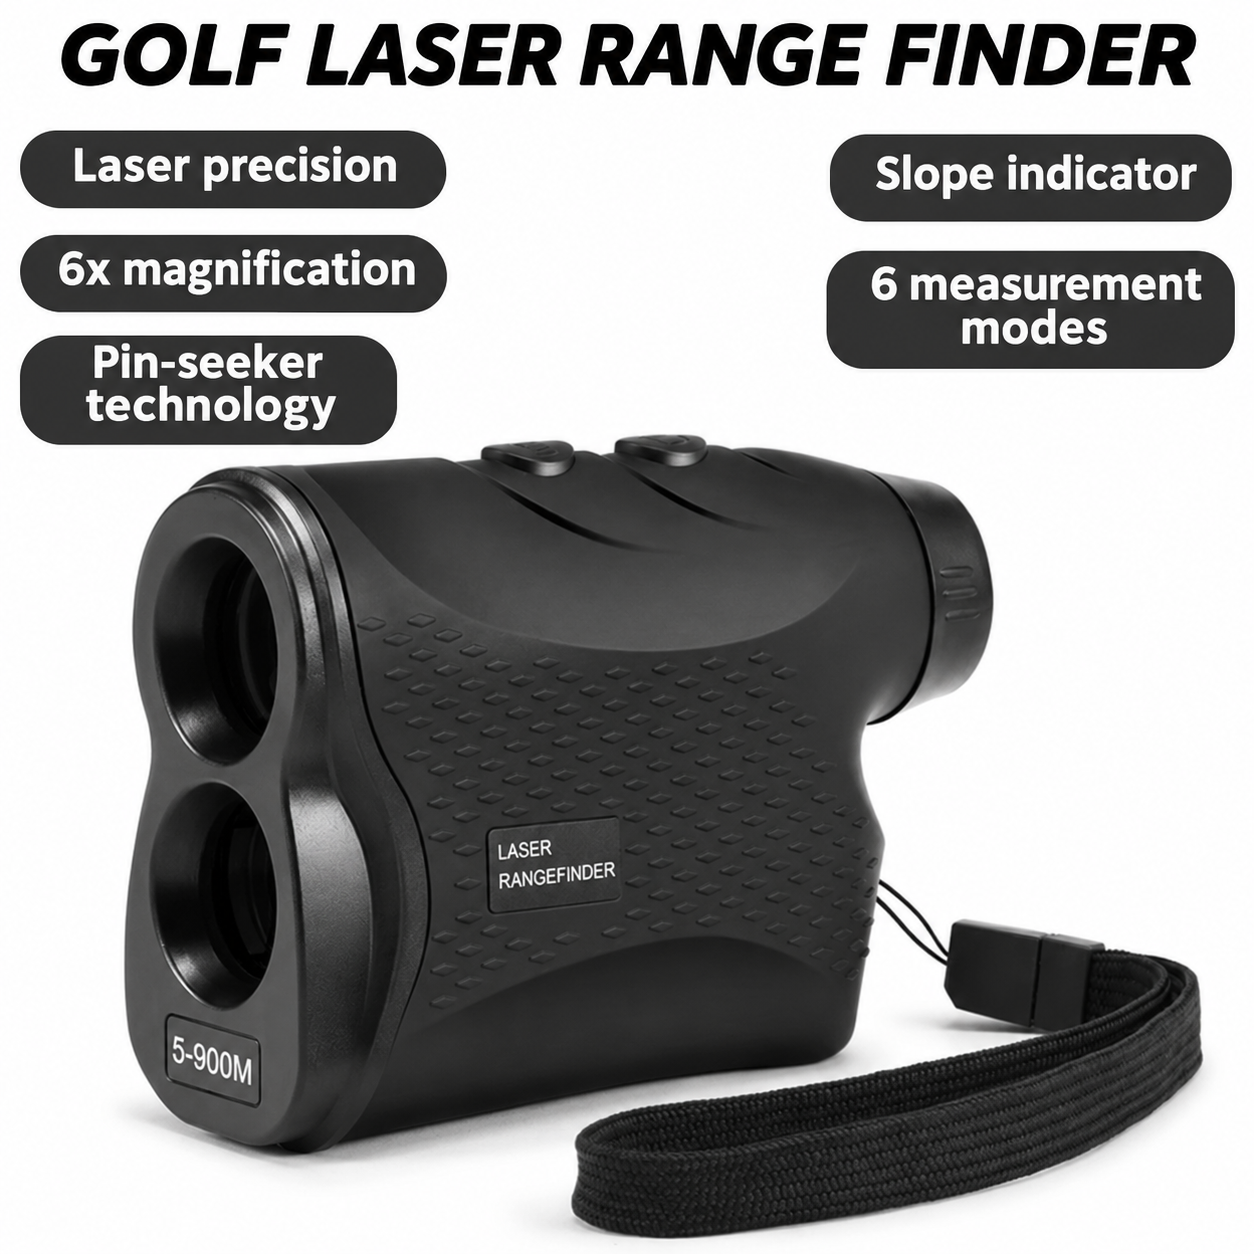 GOLF LASER RANGE FINDER
Laser precision
6x magnification
Pin-seeker
technology
Slope indicator
6 measurement
modes
LASER
RANGEFINDER
5-900M